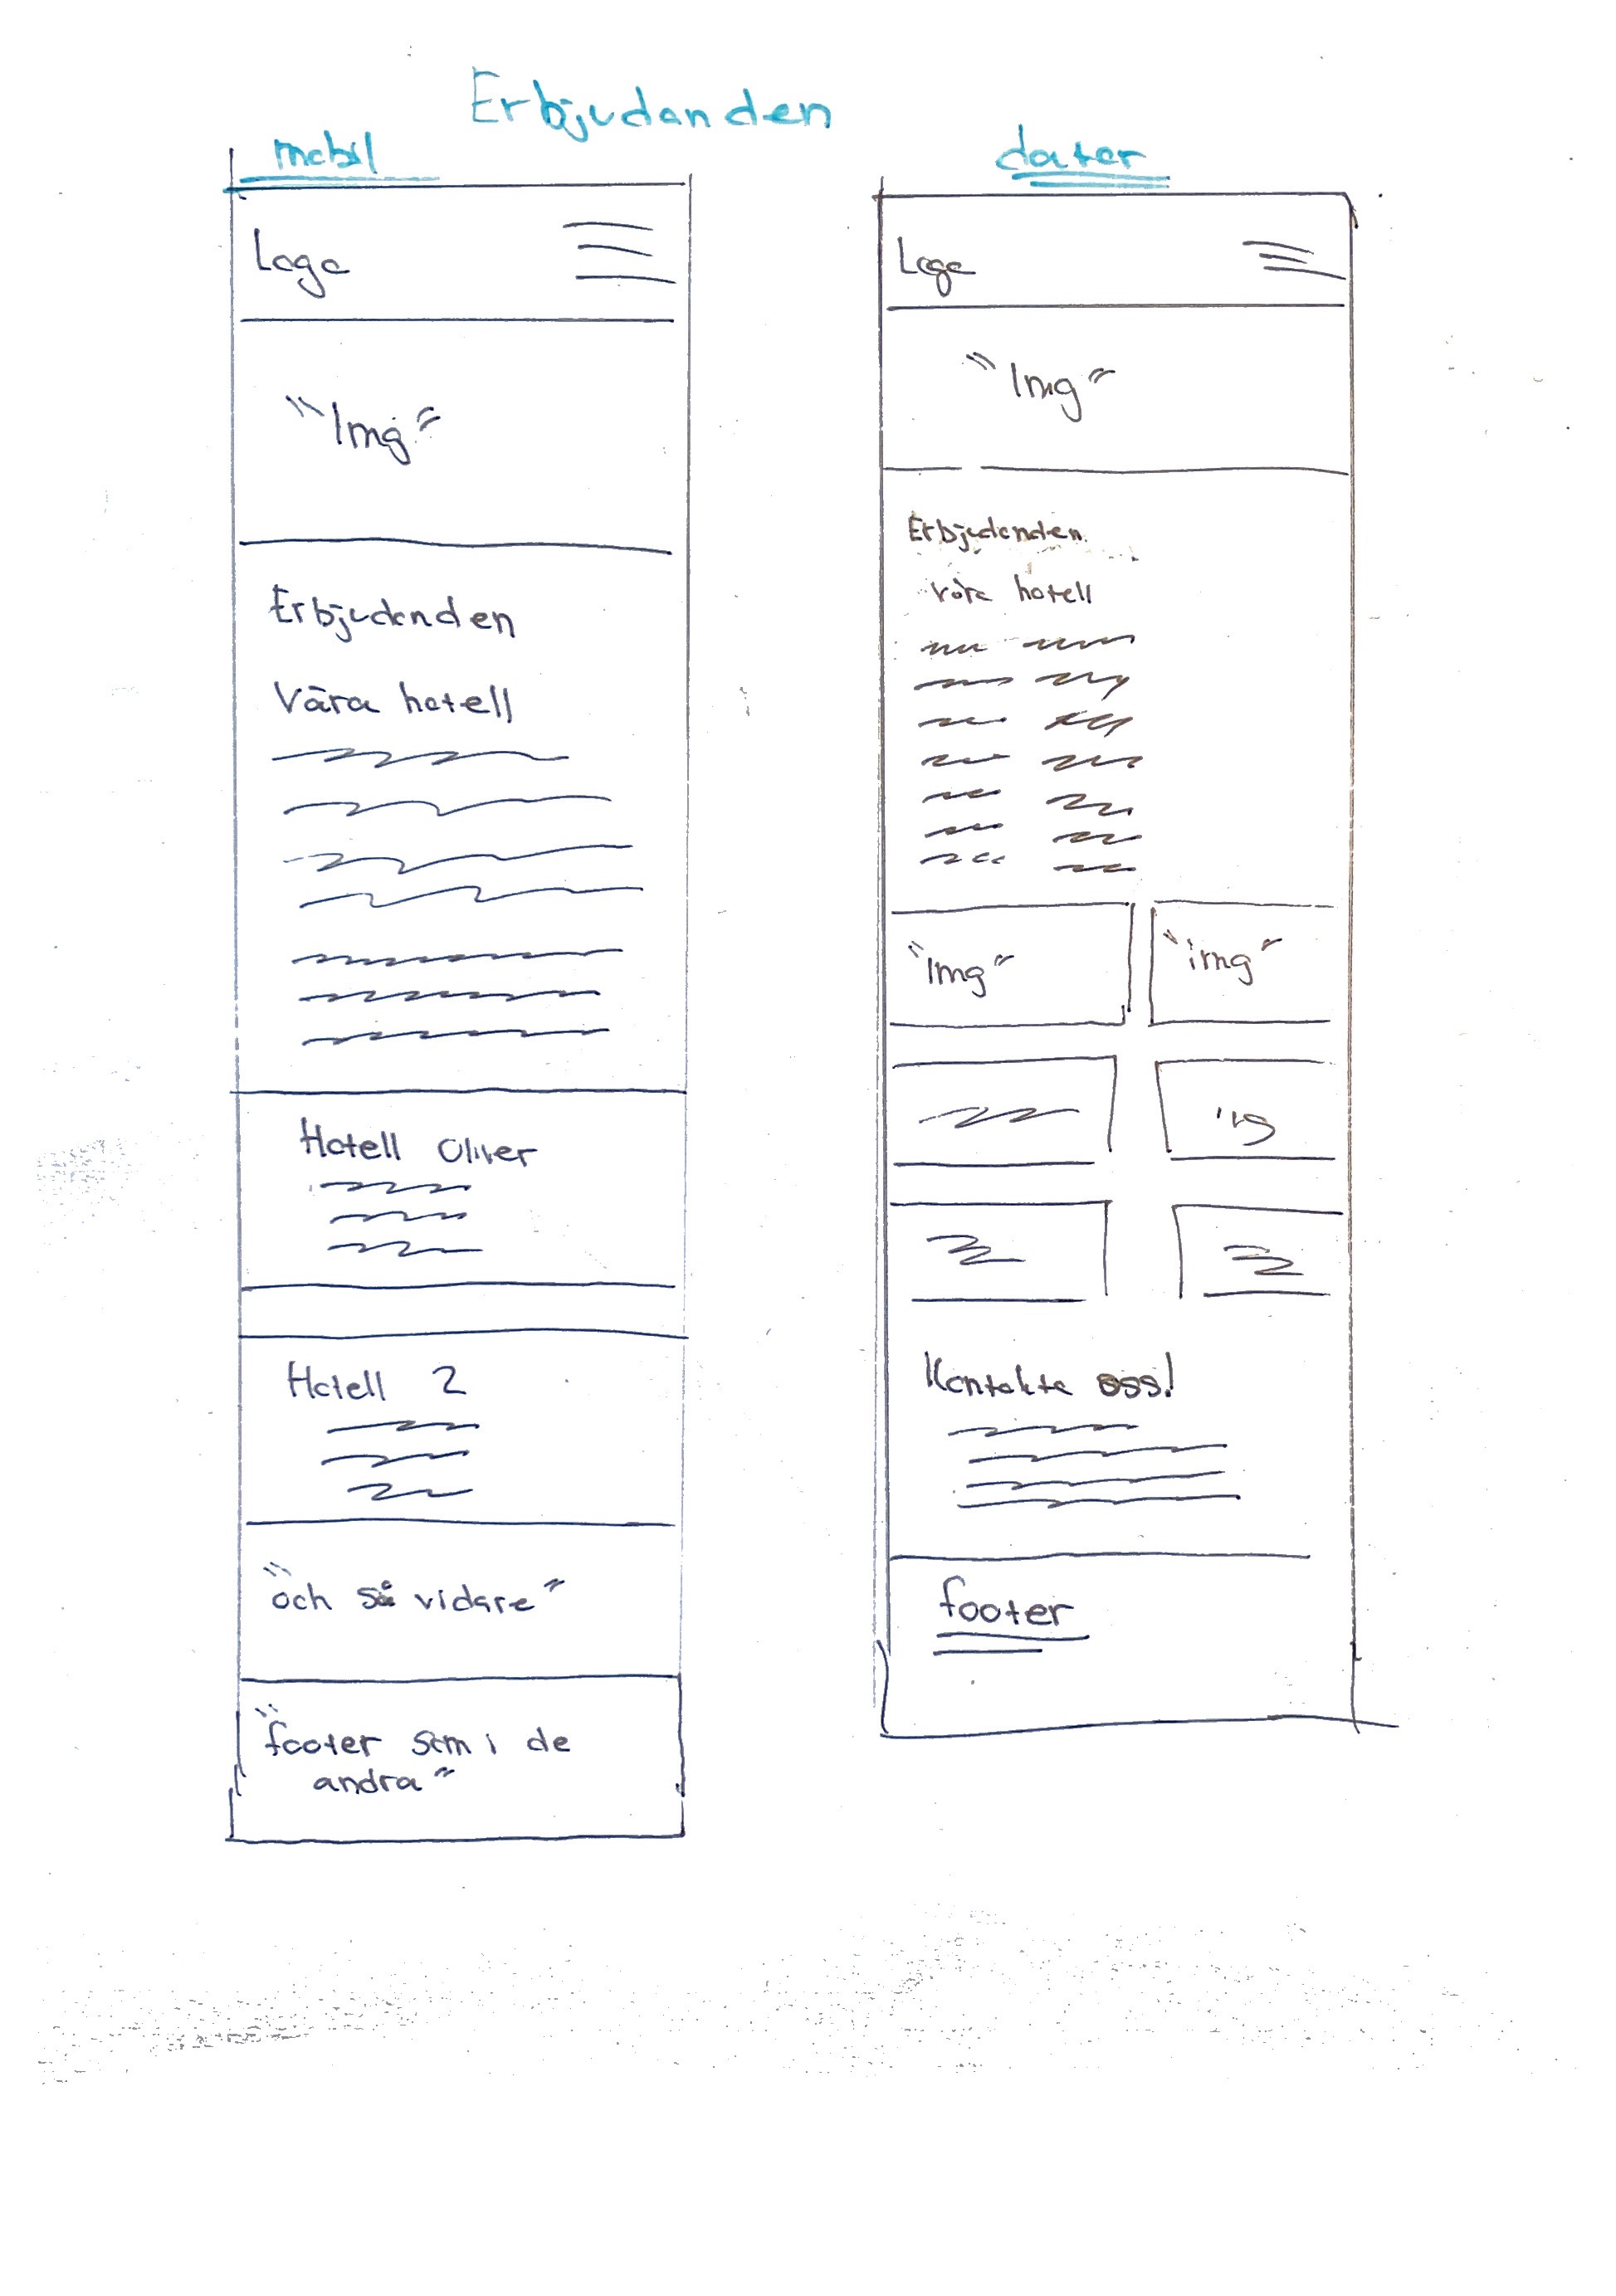 Erbjudanden
mobil
Logo
"Img"
Erbjudanden
Våra hotell
Hotell Oliver
Hotell 2
"och så vidare"
"footer som i de
andra"
dator
Logo
"Img"
Erbjudanden
våra hotell
"Img" "img"
Kontakta oss!
footer